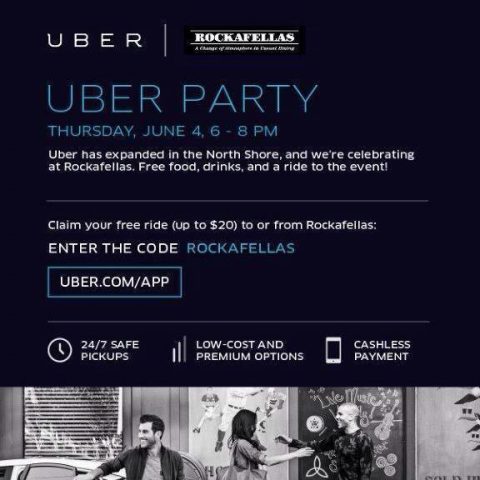 UBER
ROCKAFELLAS
A Change of Atmosphere in Casual Dining
UBER PARTY
THURSDAY, JUNE 4, 6 - 8 PM
Uber has expanded in the North Shore, and we're celebrating
at Rockafellas. Free food, drinks, and a ride to the event!
Claim your free ride (up to $20) to or from Rockafellas:
ENTER THE CODE ROCKAFELLAS
UBER.COM/APP
24/7 SAFE
PICKUPS
LOW-COST AND
PREMIUM OPTIONS
CASHLESS
PAYMENT
Live Music